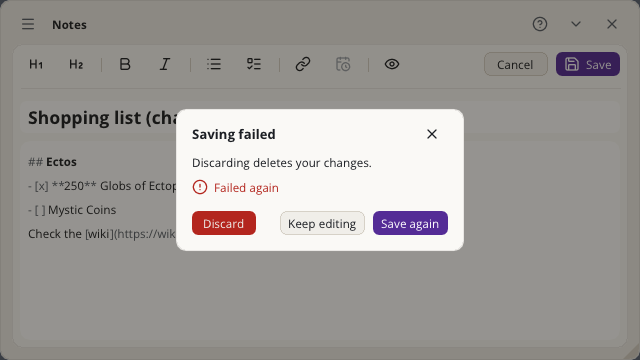 Notes
H1 H2 B I Cancel Save
Shopping list (cha
## Ectos
- [x] **250** Globs of Ectop
- [ ] Mystic Coins
Check the [wiki](https://wik
Saving failed
Discarding deletes your changes.
Failed again
Discard Keep editing Save again